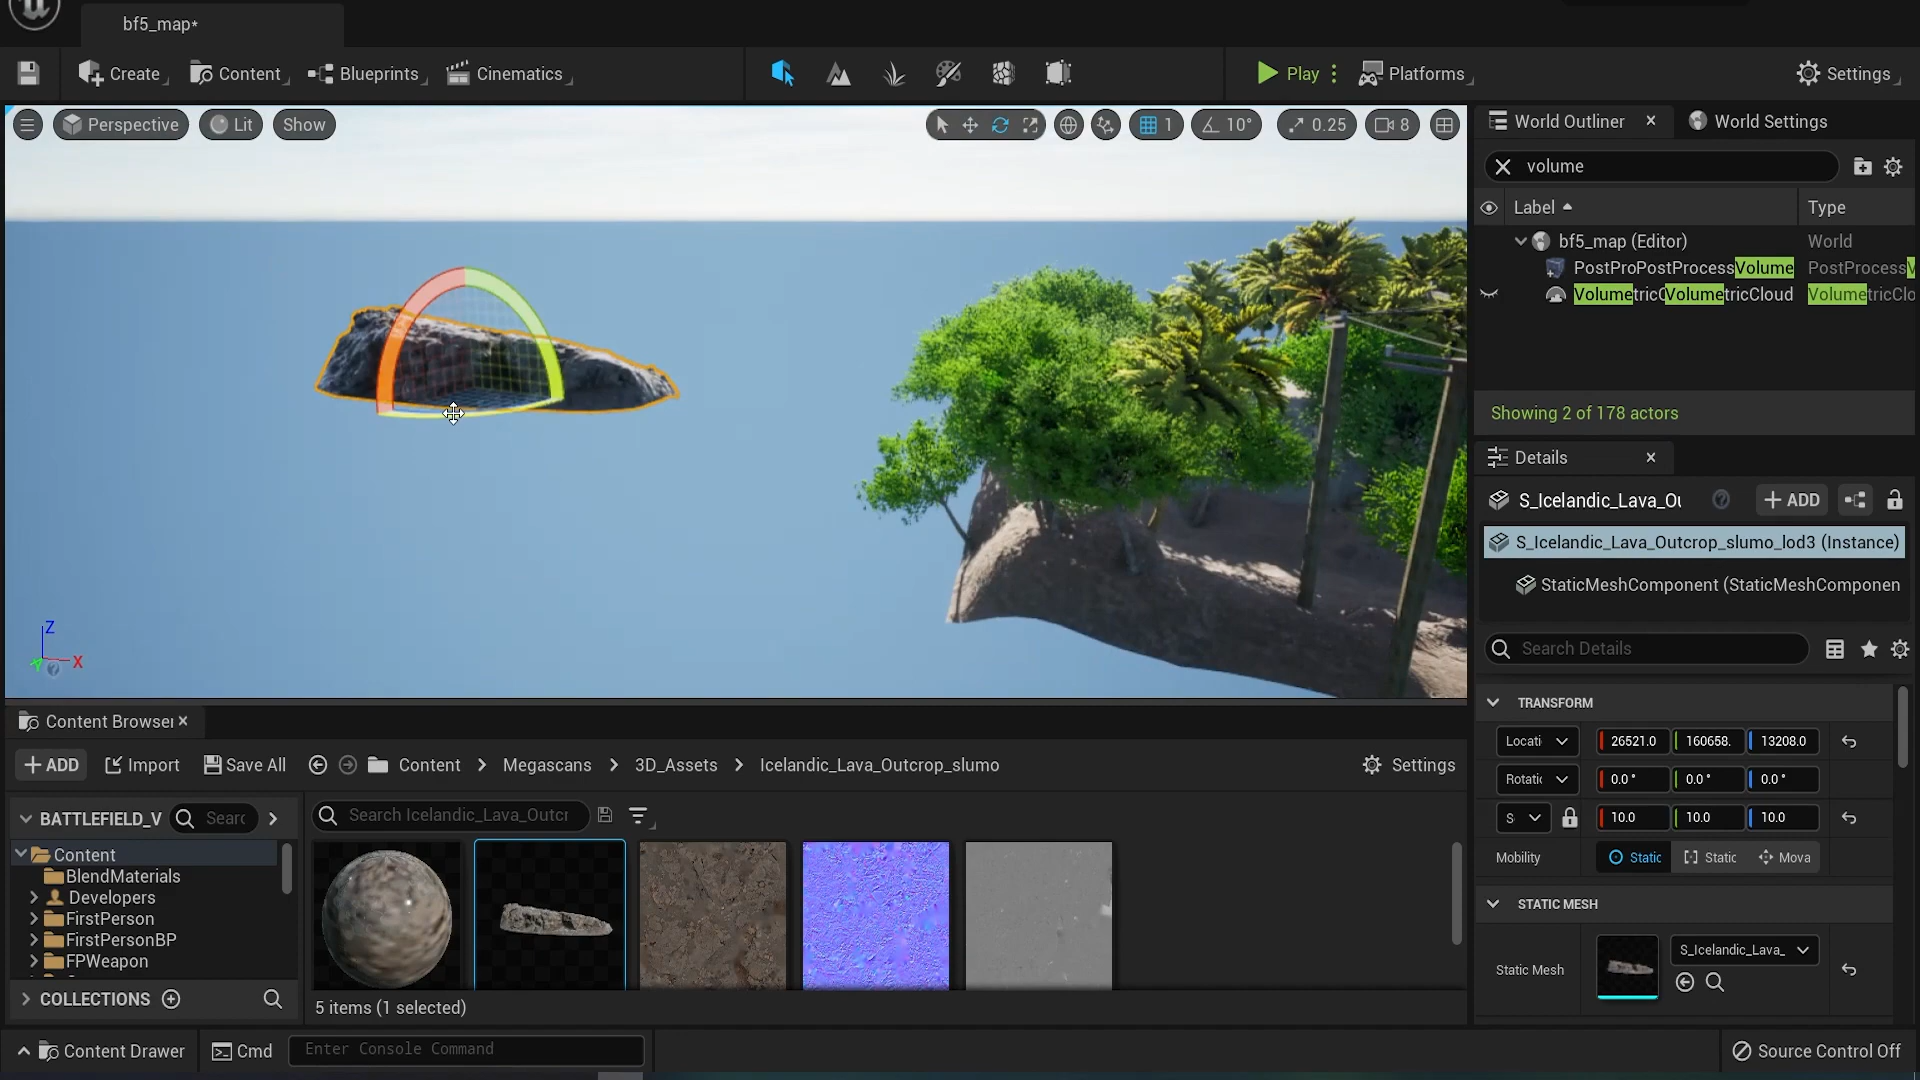 bf5_map*
Create
Content
Blueprints
Cinematics
Play
Platforms
Settings
Perspective
Lit
Show
1
10°
0.25
8
World Outliner
World Settings
volume
Label
Type
bf5_map (Editor)
World
PostProPostProcessVolume
PostProcessV
VolumetricCVolumetricCloud
VolumetricClo
Showing 2 of 178 actors
Details
S_Icelandic_Lava_Ou
ADD
S_Icelandic_Lava_Outcrop_slumo_lod3 (Instance)
StaticMeshComponent (StaticMeshComponen
Search Details
TRANSFORM
Locati
26521.0
160658.
13208.0
Rotatic
0.0 °
0.0 °
0.0 °
S
10.0
10.0
10.0
Mobility
Static
Static
Mova
STATIC MESH
Static Mesh
S_Icelandic_Lava_
Z
X
Y
Content Browser
ADD
Import
Save All
Content
Megascans
3D_Assets
Icelandic_Lava_Outcrop_slumo
Settings
BATTLEFIELD_V
Searc
Search Icelandic_Lava_Outcr
Content
BlendMaterials
Developers
FirstPerson
FirstPersonBP
FPWeapon
COLLECTIONS
5 items (1 selected)
Content Drawer
Cmd
Enter Console Command
Source Control Off